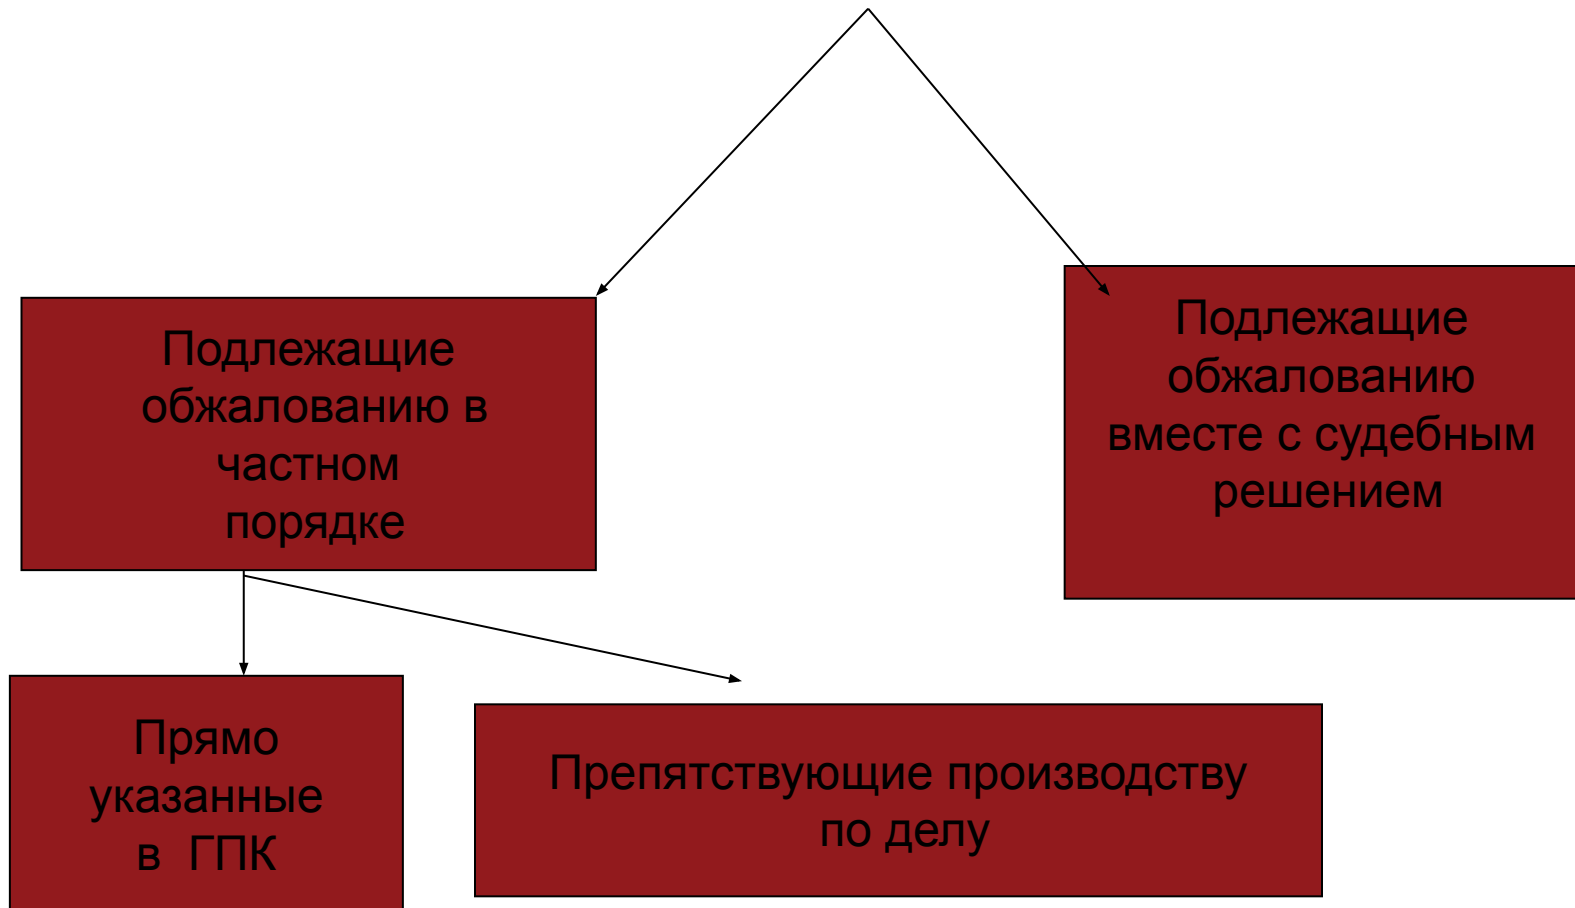 Подлежащие
обжалованию в
частном
порядке
Подлежащие
обжалованию
вместе с судебным
решением
Прямо
указанные
в ГПК
Препятствующие производству
по делу